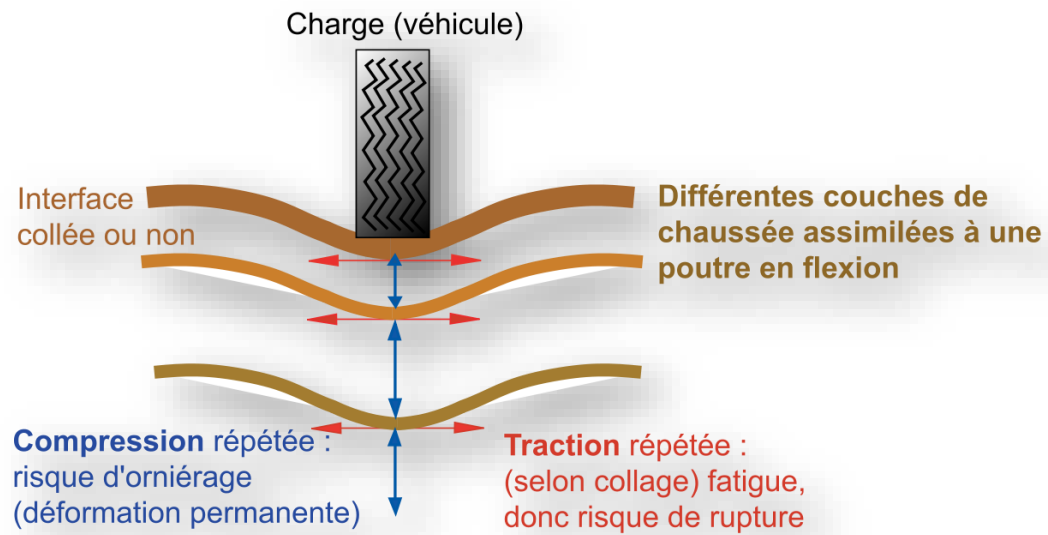 Charge (véhicule)
Interface
collée ou non
Différentes couches de
chaussée assimilées à une
poutre en flexion
Compression répétée :
risque d'orniérage
(déformation permanente)
Traction répétée :
(selon collage) fatigue,
donc risque de rupture